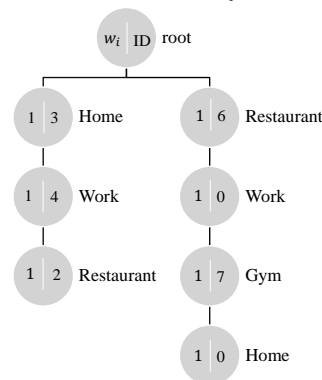 w_i ID root
1 3 Home 1 6 Restaurant
1 4 Work 1 0 Work
1 2 Restaurant 1 7 Gym
1 0 Home